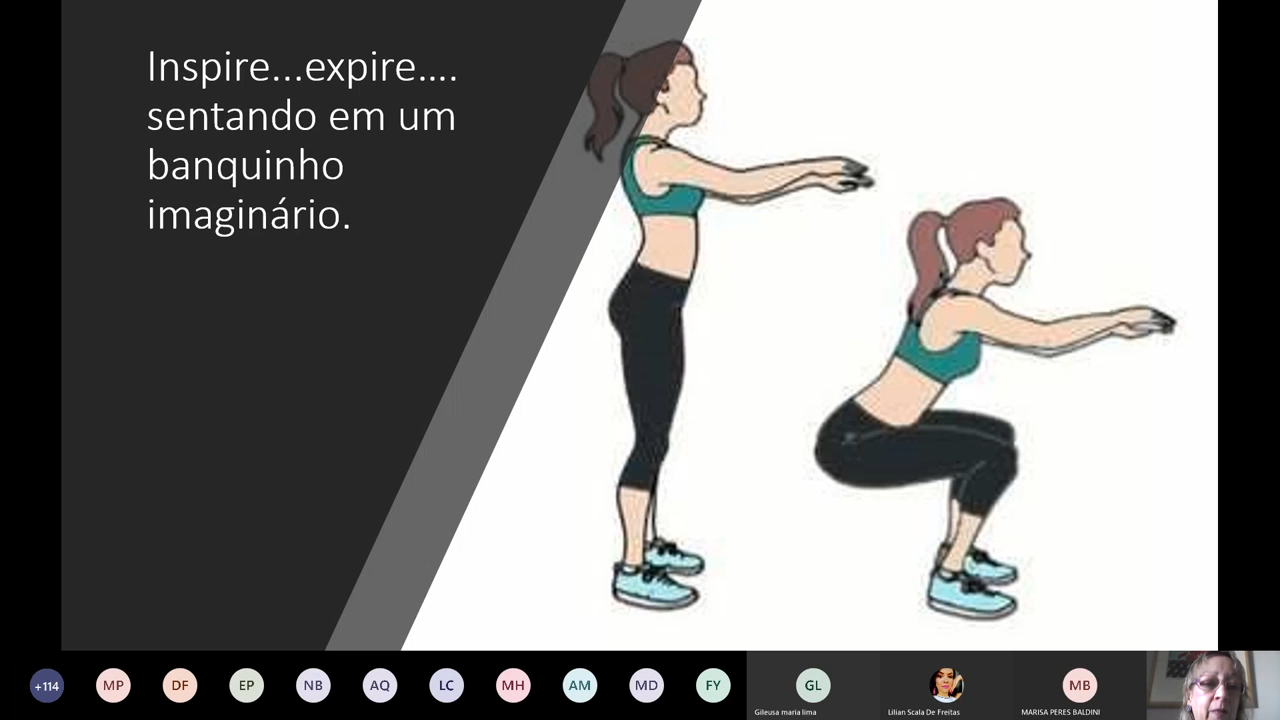 Inspire...expire....
sentando em um
banquinho
imaginário.
+114
MP
DF
EP
NB
AQ
LC
MH
AM
MD
FY
GL
MB
Gileusa maria lima
Lilian Scala De Freitas
MARISA PERES BALDINI